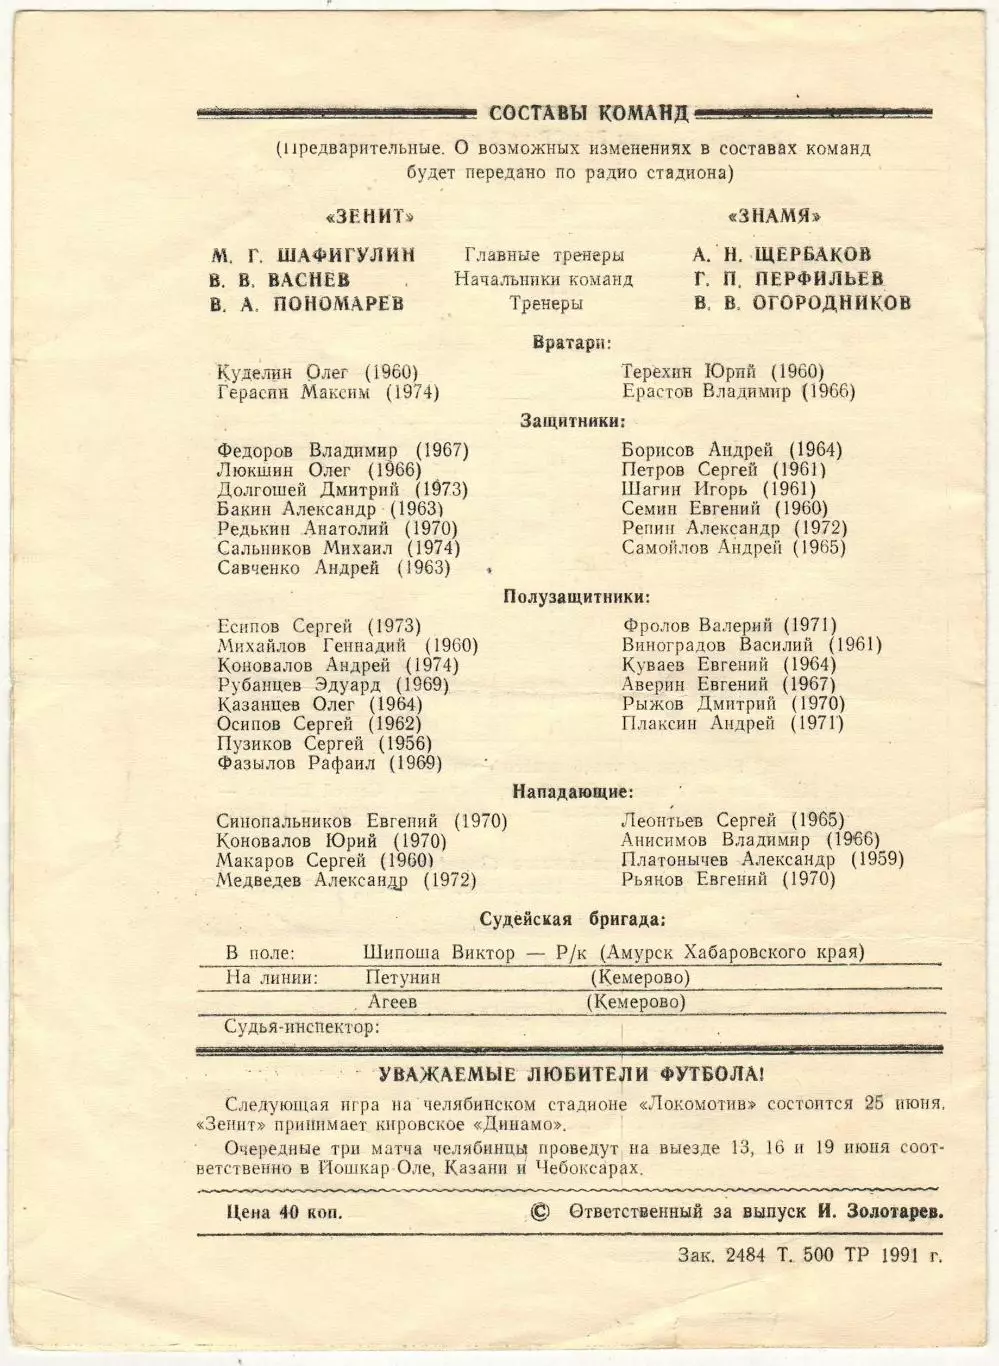 СОСТАВЫ КОМАНД
(Предварительные. О возможных изменениях в составах команд
будет передано по радио стадиона)
«ЗЕНИТ» «ЗНАМЯ»
М. Г. ШАФИГУЛИН Главные тренеры А. Н. ЩЕРБАКОВ
В. В. ВАСНЕВ Начальники команд Г. П. ПЕРФИЛЬЕВ
В. А. ПОНОМАРЕВ Тренеры В. В. ОГОРОДНИКОВ
Вратари:
Куделин Олег (1960) Терехин Юрий (1960)
Герасин Максим (1974) Ерастов Владимир (1966)
Защитники:
Федоров Владимир (1967) Борисов Андрей (1964)
Люкшин Олег (1966) Петров Сергей (1961)
Долгошей Дмитрий (1973) Шагин Игорь (1961)
Бакин Александр (1963) Семин Евгений (1960)
Редькин Анатолий (1970) Репин Александр (1972)
Сальников Михаил (1974) Самойлов Андрей (1965)
Савченко Андрей (1963)
Полузащитники:
Есипов Сергей (1973) Фролов Валерий (1971)
Михайлов Геннадий (1960) Виноградов Василий (1961)
Коновалов Андрей (1974) Куваев Евгений (1964)
Рубанцев Эдуард (1969) Аверин Евгений (1967)
Казанцев Олег (1964) Рыжов Дмитрий (1970)
Осипов Сергей (1962) Плаксин Андрей (1971)
Пузиков Сергей (1956)
Фазылов Рафаил (1969)
Нападающие:
Синопальников Евгений (1970) Леонтьев Сергей (1965)
Коновалов Юрий (1970) Анисимов Владимир (1966)
Макаров Сергей (1960) Платонычев Александр (1959)
Медведев Александр (1972) Рьянов Евгений (1970)
Судейская бригада:
В поле: Шипоша Виктор — Р/к (Амурск Хабаровского края)
На линии: Петунин (Кемерово)
Агеев (Кемерово)
Судья-инспектор:
УВАЖАЕМЫЕ ЛЮБИТЕЛИ ФУТБОЛА!
Следующая игра на челябинском стадионе «Локомотив» состоится 25 июня.
«Зенит» принимает кировское «Динамо».
Очередные три матча челябинцы проведут на выезде 13, 16 и 19 июня соот-
ветственно в Йошкар-Оле, Казани и Чебоксарах.
Цена 40 коп. © Ответственный за выпуск И. Золотарев.
Зак. 2484 Т. 500 ТР 1991 г.